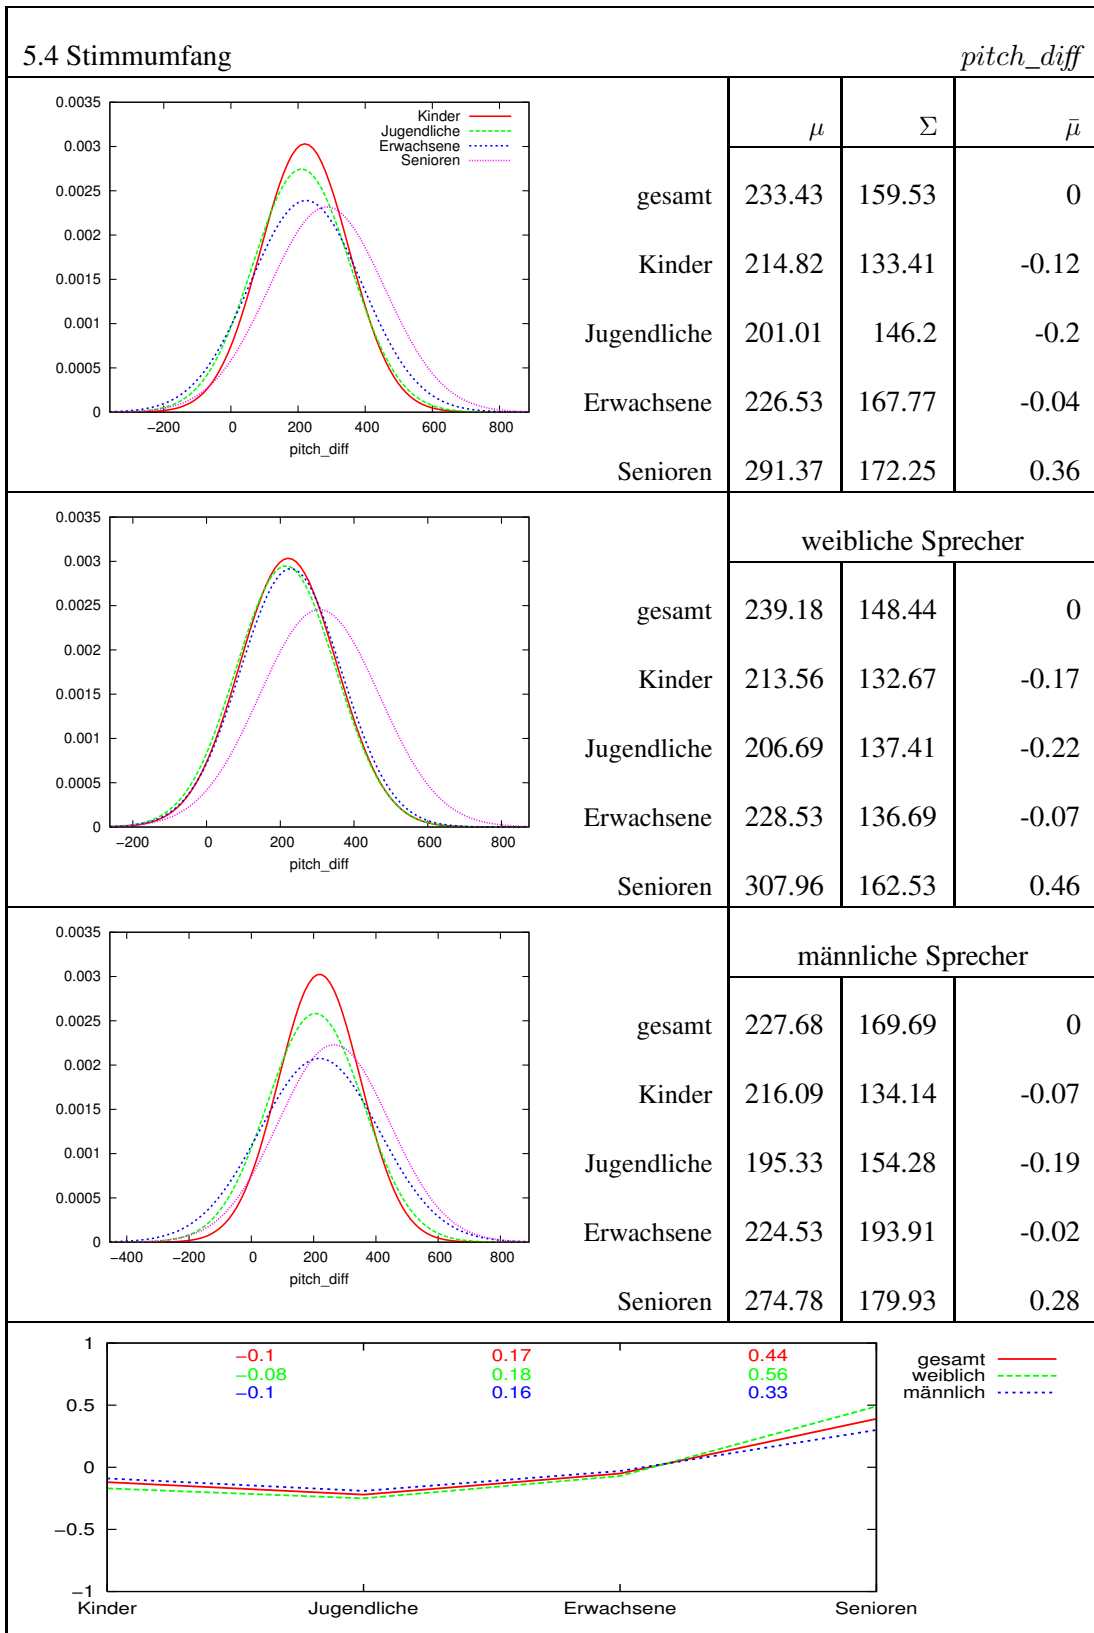 5.4 Stimmumfang pitch_diff
0.0035
0.003
0.0025
0.002
0.0015
0.001
0.0005
0
−200 0 200 400 600 800
pitch_diff
Kinder
Jugendliche
Erwachsene
Senioren
μ Σ μ̄
gesamt 233.43 159.53 0
Kinder 214.82 133.41 -0.12
Jugendliche 201.01 146.2 -0.2
Erwachsene 226.53 167.77 -0.04
Senioren 291.37 172.25 0.36
0.0035
0.003
0.0025
0.002
0.0015
0.001
0.0005
0
−200 0 200 400 600 800
pitch_diff
weibliche Sprecher
gesamt 239.18 148.44 0
Kinder 213.56 132.67 -0.17
Jugendliche 206.69 137.41 -0.22
Erwachsene 228.53 136.69 -0.07
Senioren 307.96 162.53 0.46
0.0035
0.003
0.0025
0.002
0.0015
0.001
0.0005
0
−400 −200 0 200 400 600 800
pitch_diff
männliche Sprecher
gesamt 227.68 169.69 0
Kinder 216.09 134.14 -0.07
Jugendliche 195.33 154.28 -0.19
Erwachsene 224.53 193.91 -0.02
Senioren 274.78 179.93 0.28
1
0.5
0
−0.5
−1
−0.1 0.17 0.44
−0.08 0.18 0.56
−0.1 0.16 0.33
gesamt
weiblich
männlich
Kinder Jugendliche Erwachsene Senioren